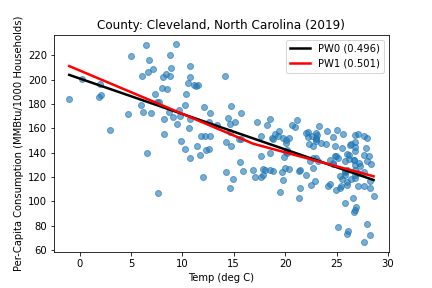 County: Cleveland, North Carolina (2019)
Per-Capita Consumption (MMBtu/1000 Households)
220
200
180
160
140
120
100
80
60
PW0 (0.496)
PW1 (0.501)
0 5 10 15 20 25 30
Temp (deg C)